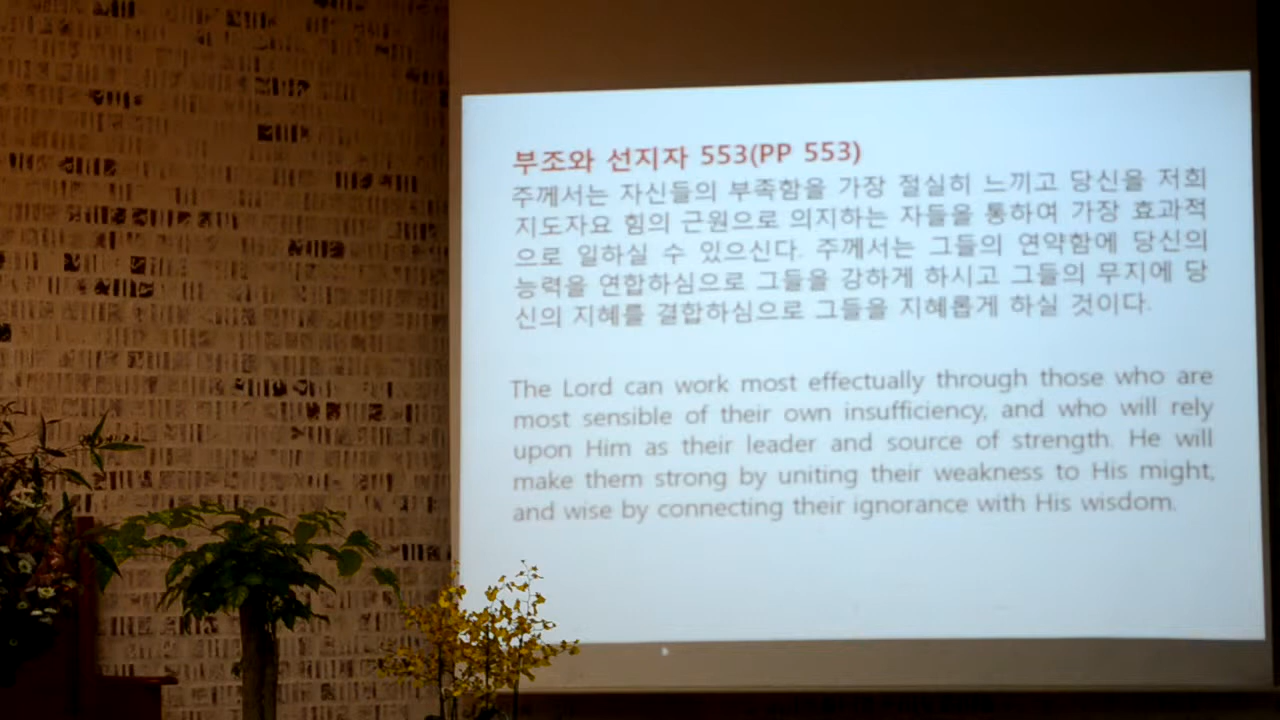 부조와 선지자 553(PP 553)
주께서는 자신들의 부족함을 가장 절실히 느끼고 당신을 저희
지도자요 힘의 근원으로 의지하는 자들을 통하여 가장 효과적
으로 일하실 수 있으신다. 주께서는 그들의 연약함에 당신의
능력을 연합하심으로 그들을 강하게 하시고 그들의 무지에 당
신의 지혜를 결합하심으로 그들을 지혜롭게 하실 것이다.
The Lord can work most effectually through those who are
most sensible of their own insufficiency, and who will rely
upon Him as their leader and source of strength. He will
make them strong by uniting their weakness to His might,
and wise by connecting their ignorance with His wisdom.